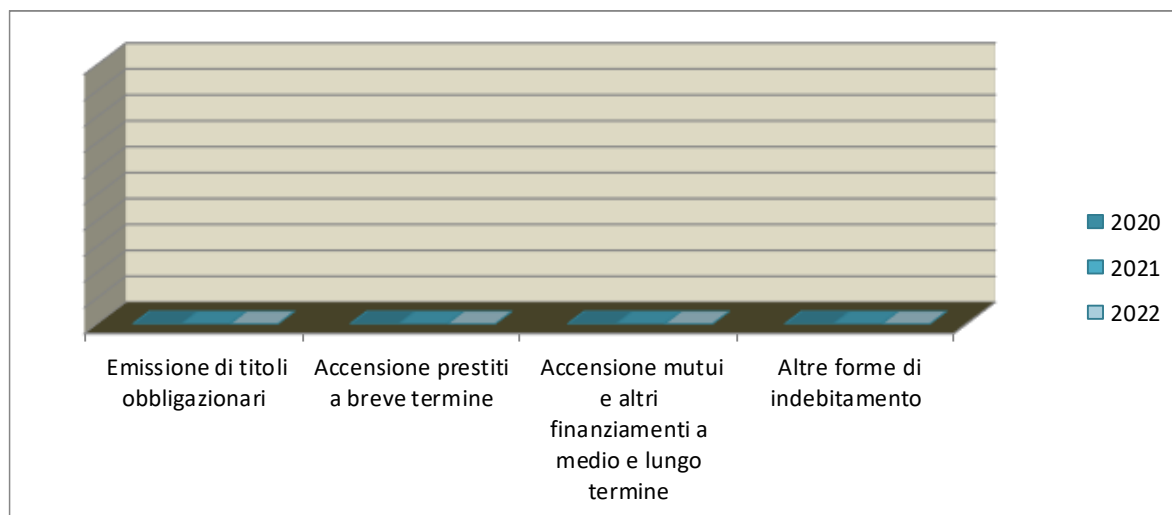 Emissione di titoli
obbligazionari
Accensione prestiti
a breve termine
Accensione mutui
e altri
finanziamenti a
medio e lungo
termine
Altre forme di
indebitamento
2020
2021
2022